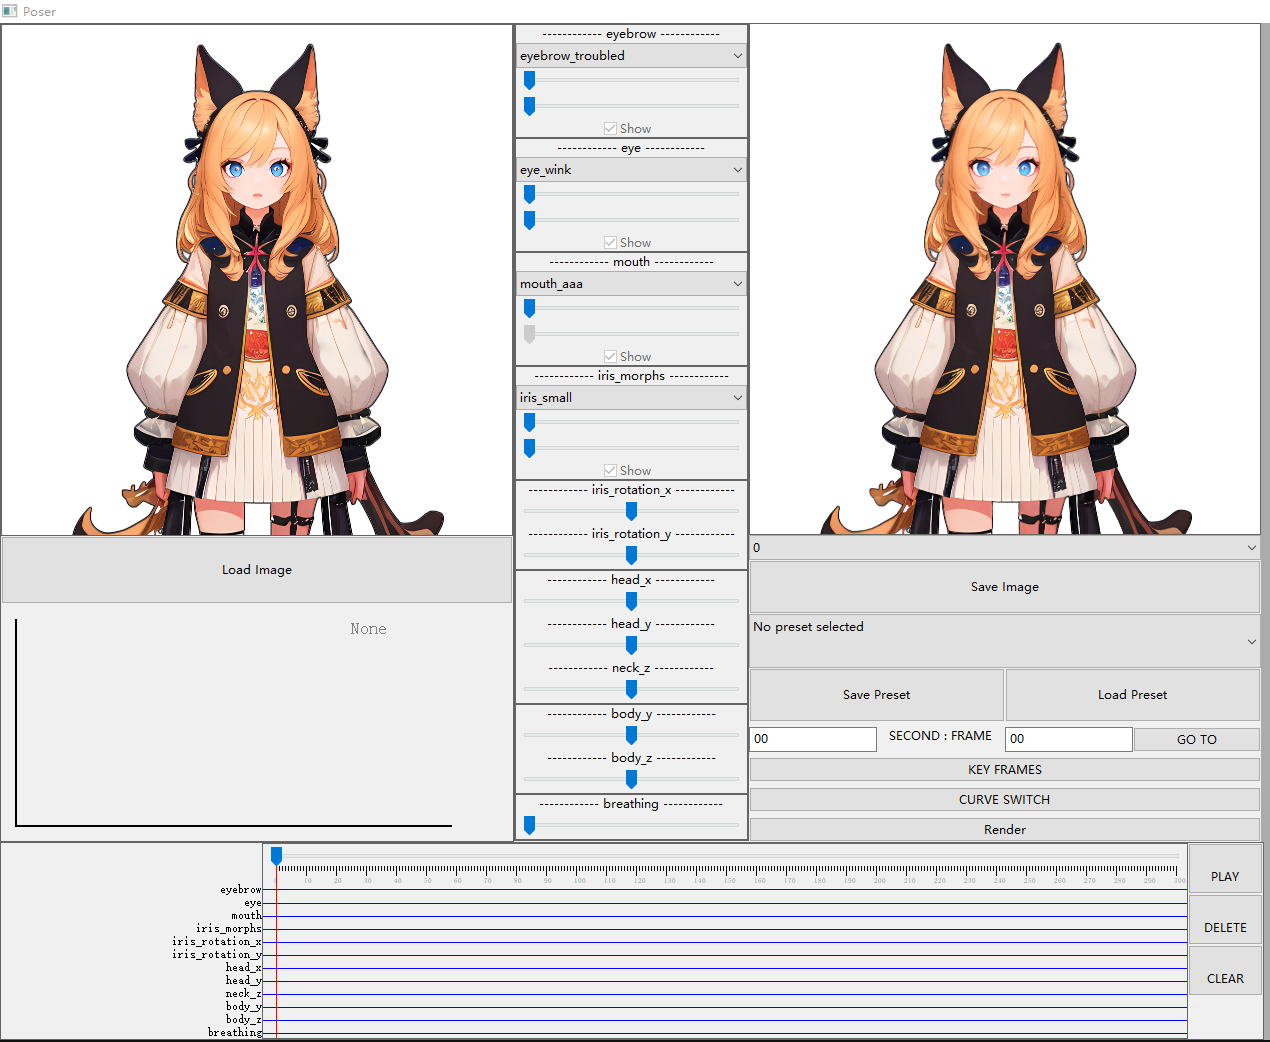 Poser
------------ eyebrow ------------
eyebrow_troubled
Show
------------ eye ------------
eye_wink
Show
------------ mouth ------------
mouth_aaa
Show
------------ iris_morphs ------------
iris_small
Show
------------ iris_rotation_x ------------
------------ iris_rotation_y ------------
------------ head_x ------------
------------ head_y ------------
------------ neck_z ------------
------------ body_y ------------
------------ body_z ------------
------------ breathing ------------
Load Image
None
0
Save Image
No preset selected
Save Preset
Load Preset
00
SECOND : FRAME
00
GO TO
KEY FRAMES
CURVE SWITCH
Render
0 10 20 30 40 50 60 70 80 90 100 110 120 130 140 150 160 170 180 190 200 210 220 230 240 250 260 270 280 290 300
eyebrow
eye
mouth
iris_morphs
iris_rotation_x
iris_rotation_y
head_x
head_y
neck_z
body_y
body_z
breathing
PLAY
DELETE
CLEAR